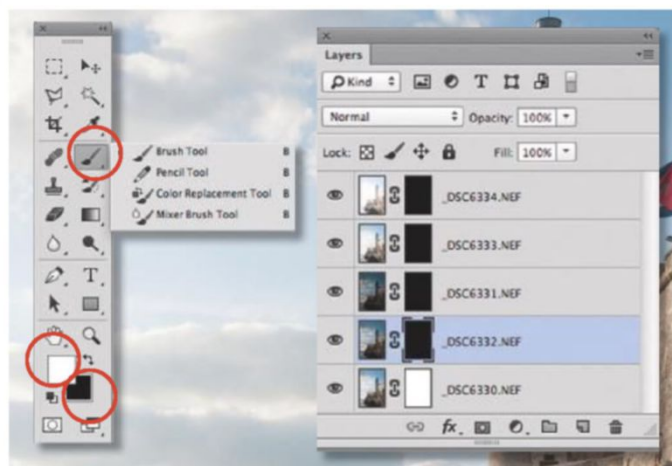 Brush Tool B
Pencil Tool B
Color Replacement Tool B
Mixer Brush Tool B
T
Layers
Kind T
Normal Opacity: 100%
Lock: Fill: 100%
_DSC6334.NEF
_DSC6333.NEF
_DSC6331.NEF
_DSC6332.NEF
_DSC6330.NEF
fx